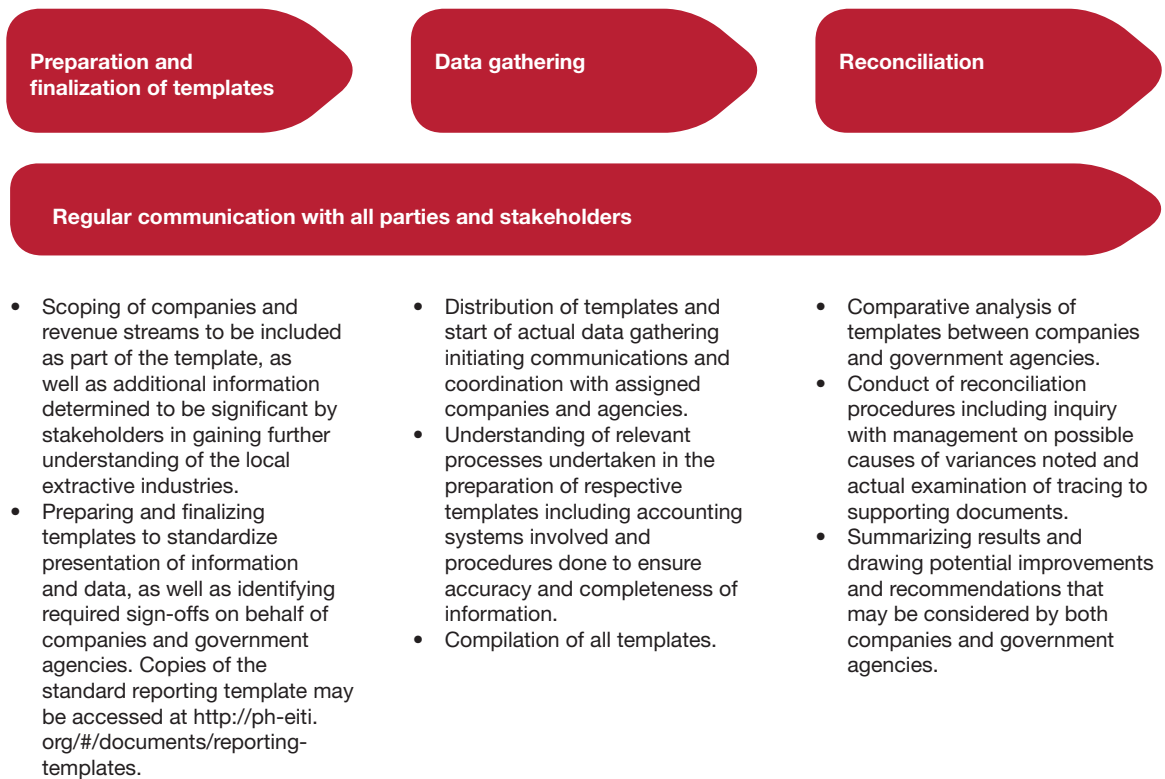 Preparation and
finalization of templates
Data gathering
Reconciliation
Regular communication with all parties and stakeholders
• Scoping of companies and
revenue streams to be included
as part of the template, as
well as additional information
determined to be significant by
stakeholders in gaining further
understanding of the local
extractive industries.
• Preparing and finalizing
templates to standardize
presentation of information
and data, as well as identifying
required sign-offs on behalf of
companies and government
agencies. Copies of the
standard reporting template may
be accessed at http://ph-eiti.
org/#/documents/reporting-
templates.
• Distribution of templates and
start of actual data gathering
initiating communications and
coordination with assigned
companies and agencies.
• Understanding of relevant
processes undertaken in the
preparation of respective
templates including accounting
systems involved and
procedures done to ensure
accuracy and completeness of
information.
• Compilation of all templates.
• Comparative analysis of
templates between companies
and government agencies.
• Conduct of reconciliation
procedures including inquiry
with management on possible
causes of variances noted and
actual examination of tracing to
supporting documents.
• Summarizing results and
drawing potential improvements
and recommendations that
may be considered by both
companies and government
agencies.